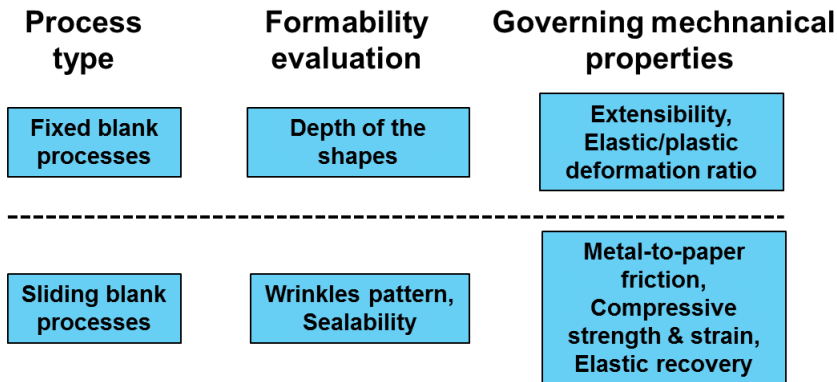 Process
type
Formability
evaluation
Governing mechnanical
properties
Fixed blank
processes
Depth of the
shapes
Extensibility,
Elastic/plastic
deformation ratio
Sliding blank
processes
Wrinkles pattern,
Sealability
Metal-to-paper
friction,
Compressive
strength & strain,
Elastic recovery